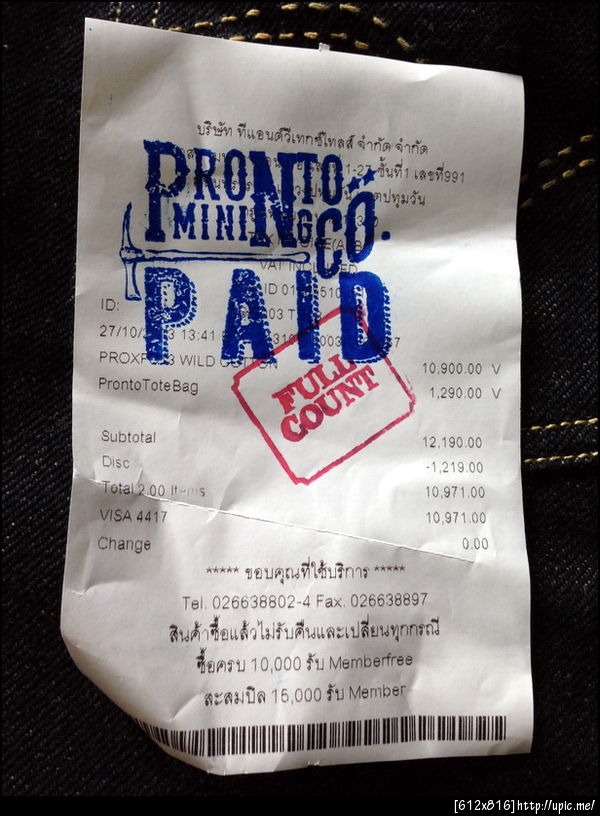 บริษัท ทีแอนด์วีเทกซ์ไทลส์ จำกัด จำกัด
1-27 ชั้นที่1 เลขที่991
ปทุมวัน
PRONTO
MINING CO.
VAT INCLUDED
PAID
ID:
27/10/ 13:41
WILD COTTON 10,900.00 V
ProntoToteBag 1,290.00 V
FULL
COUNT
Subtotal 12,190.00
Disc -1,219.00
Total 2.00 Items 10,971.00
VISA 4417 10,971.00
Change 0.00
***** ขอบคุณที่ใช้บริการ *****
Tel. 026638802-4 Fax. 026638897
สินค้าซื้อแล้วไม่รับคืนและเปลี่ยนทุกกรณี
ซื้อครบ 10,000 รับ Memberfree
สะสมบิล 15,000 รับ Member
[612x816]http://upic.me/